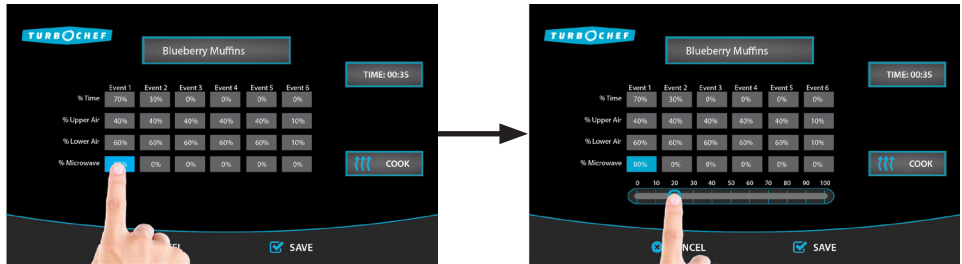 TURBOCHEF
Blueberry Muffins
TIME: 00:35
Event 1 Event 2 Event 3 Event 4 Event 5 Event 6
% Time 70% 30% 0% 0% 0% 0%
% Upper Air 40% 40% 40% 40% 40% 10%
% Lower Air 60% 60% 60% 60% 60% 10%
% Microwave 0% 0% 0% 0% 0%
COOK
SAVE
TURBOCHEF
Blueberry Muffins
TIME: 00:35
Event 1 Event 2 Event 3 Event 4 Event 5 Event 6
% Time 70% 30% 0% 0% 0% 0%
% Upper Air 40% 40% 40% 40% 40% 10%
% Lower Air 60% 60% 60% 60% 60% 10%
% Microwave 80% 0% 0% 0% 0% 0%
COOK
0 10 20 30 40 50 60 70 80 90 100
NCEL
SAVE